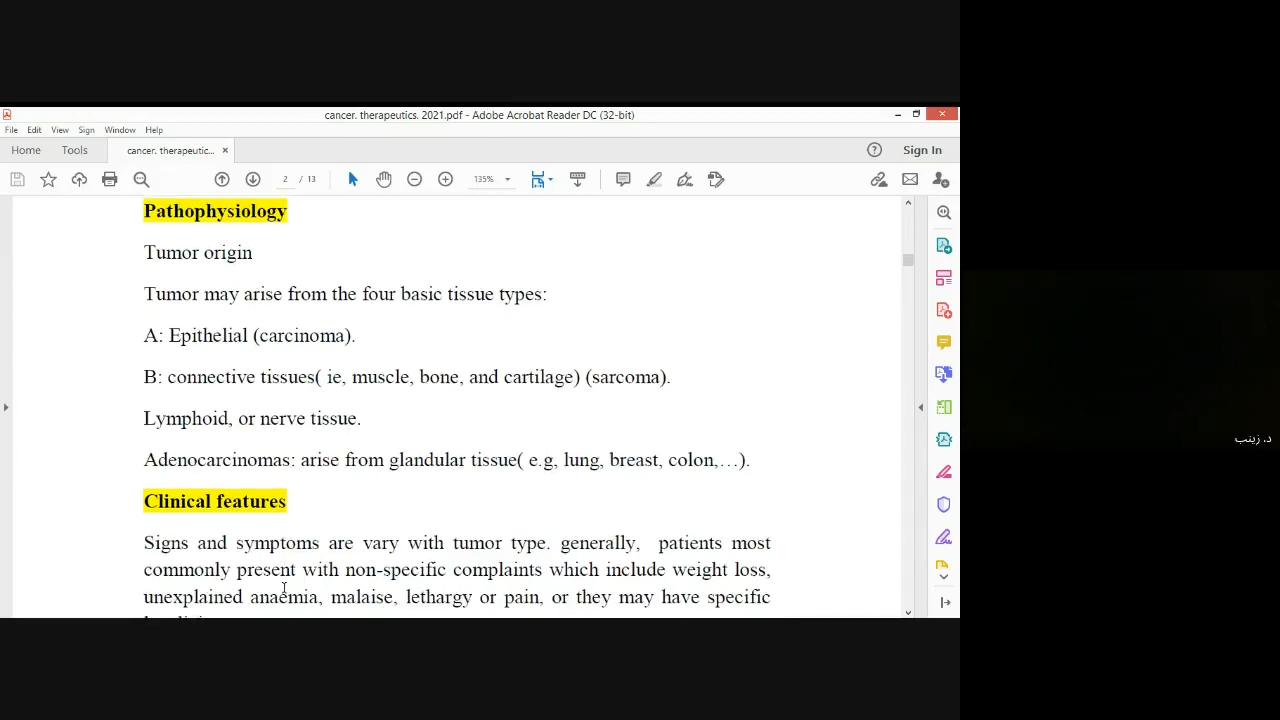 cancer. therapeutics. 2021.pdf - Adobe Acrobat Reader DC (32-bit)
File Edit View Sign Window Help
Home Tools cancer. therapeutic... × Sign In
2 / 13 135%
Pathophysiology
Tumor origin
Tumor may arise from the four basic tissue types:
A: Epithelial (carcinoma).
B: connective tissues( ie, muscle, bone, and cartilage) (sarcoma).
Lymphoid, or nerve tissue.
Adenocarcinomas: arise from glandular tissue( e.g, lung, breast, colon,…).
Clinical features
Signs and symptoms are vary with tumor type. generally, patients most
commonly present with non-specific complaints which include weight loss,
unexplained anaemia, malaise, lethargy or pain, or they may have specific
د. زينب